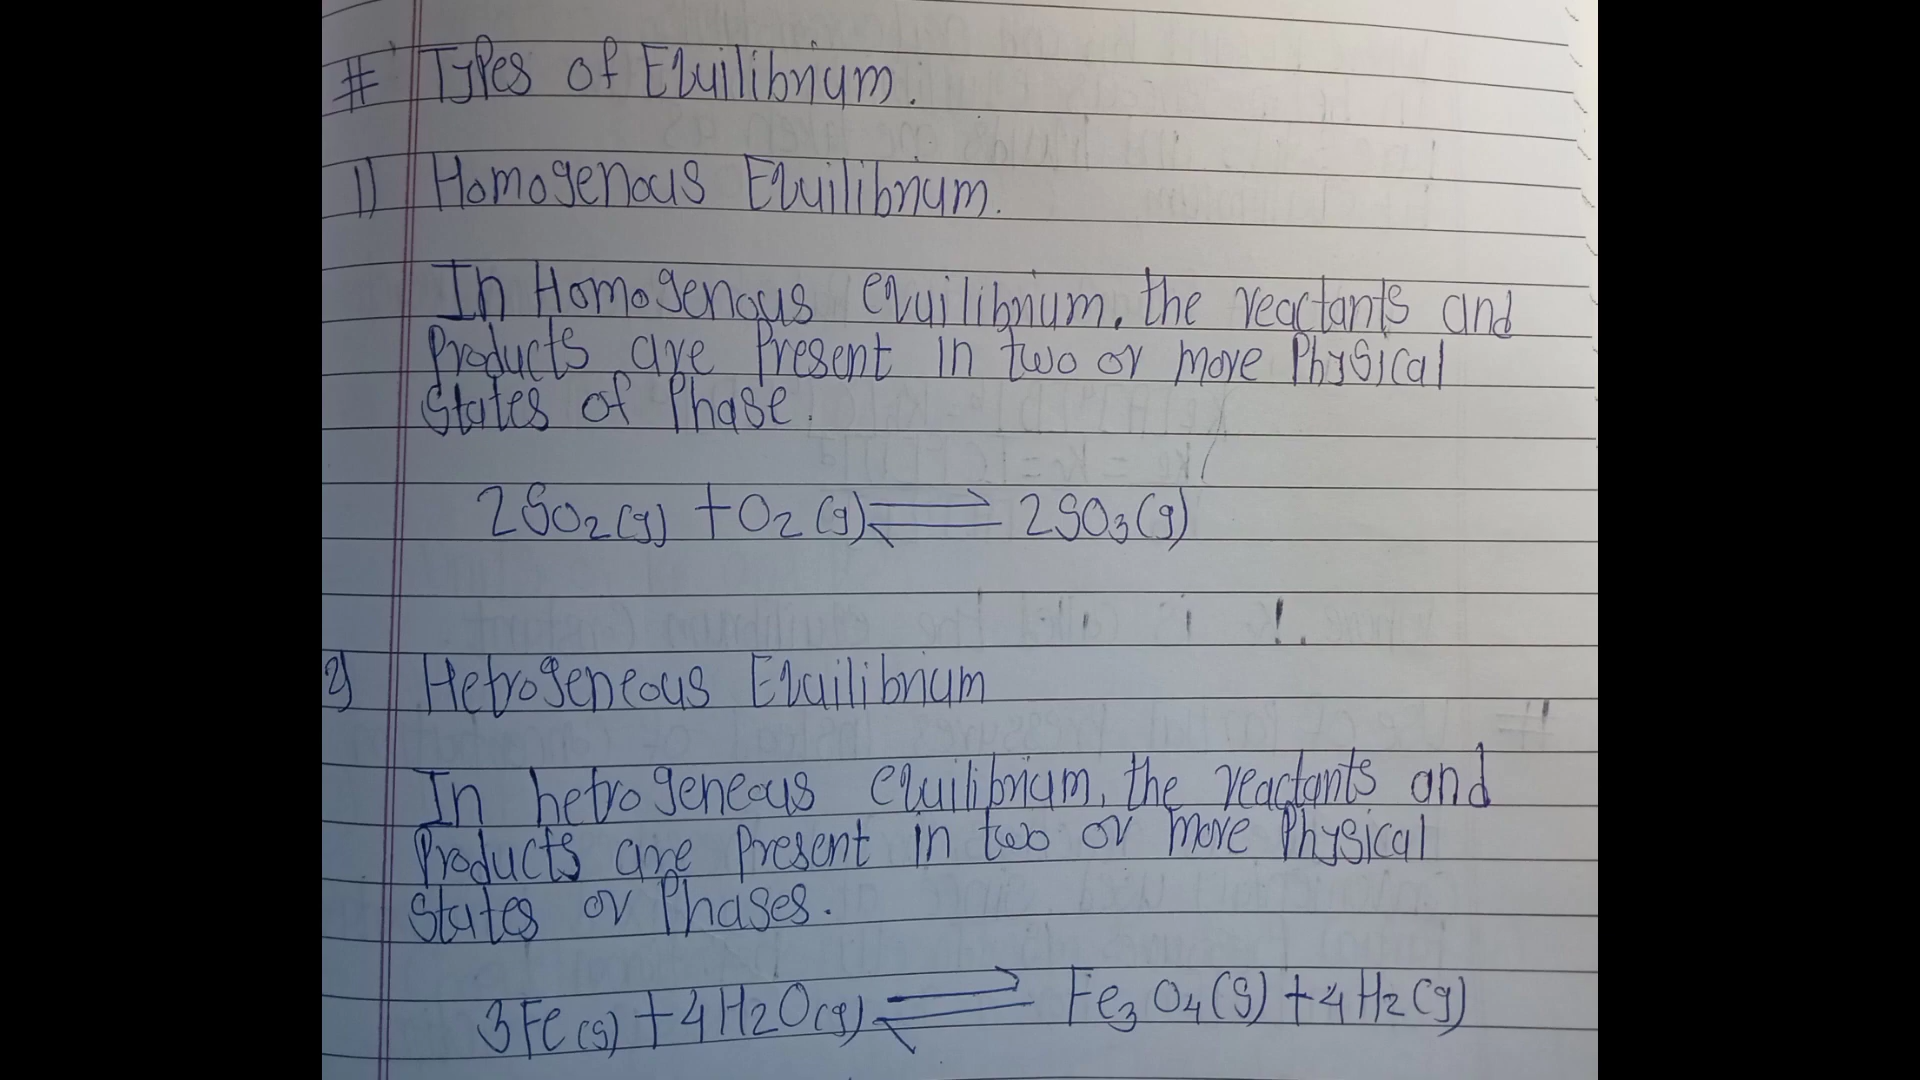 # Types of Equilibrium.
1) Homogenous Equilibrium.
In Homogenous equilibrium, the reactants and
Products are Present in two or more Physical
States of Phase.
2SO2(g) + O2(g) ⇌ 2SO3(g)
2) Hetrogeneous Equilibrium
In hetrogeneous equilibrium, the reactants and
Products are Present in two or more Physical
States or Phases.
3Fe(s) + 4H2O(g) ⇌ Fe3O4(s) + 4H2(g)